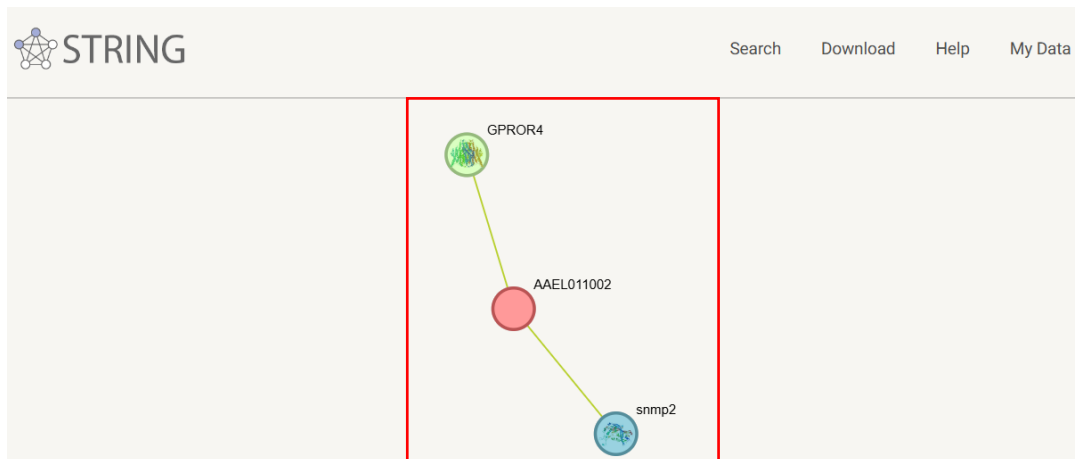 STRING
Search Download Help My Data
GPROR4
AAEL011002
snmp2